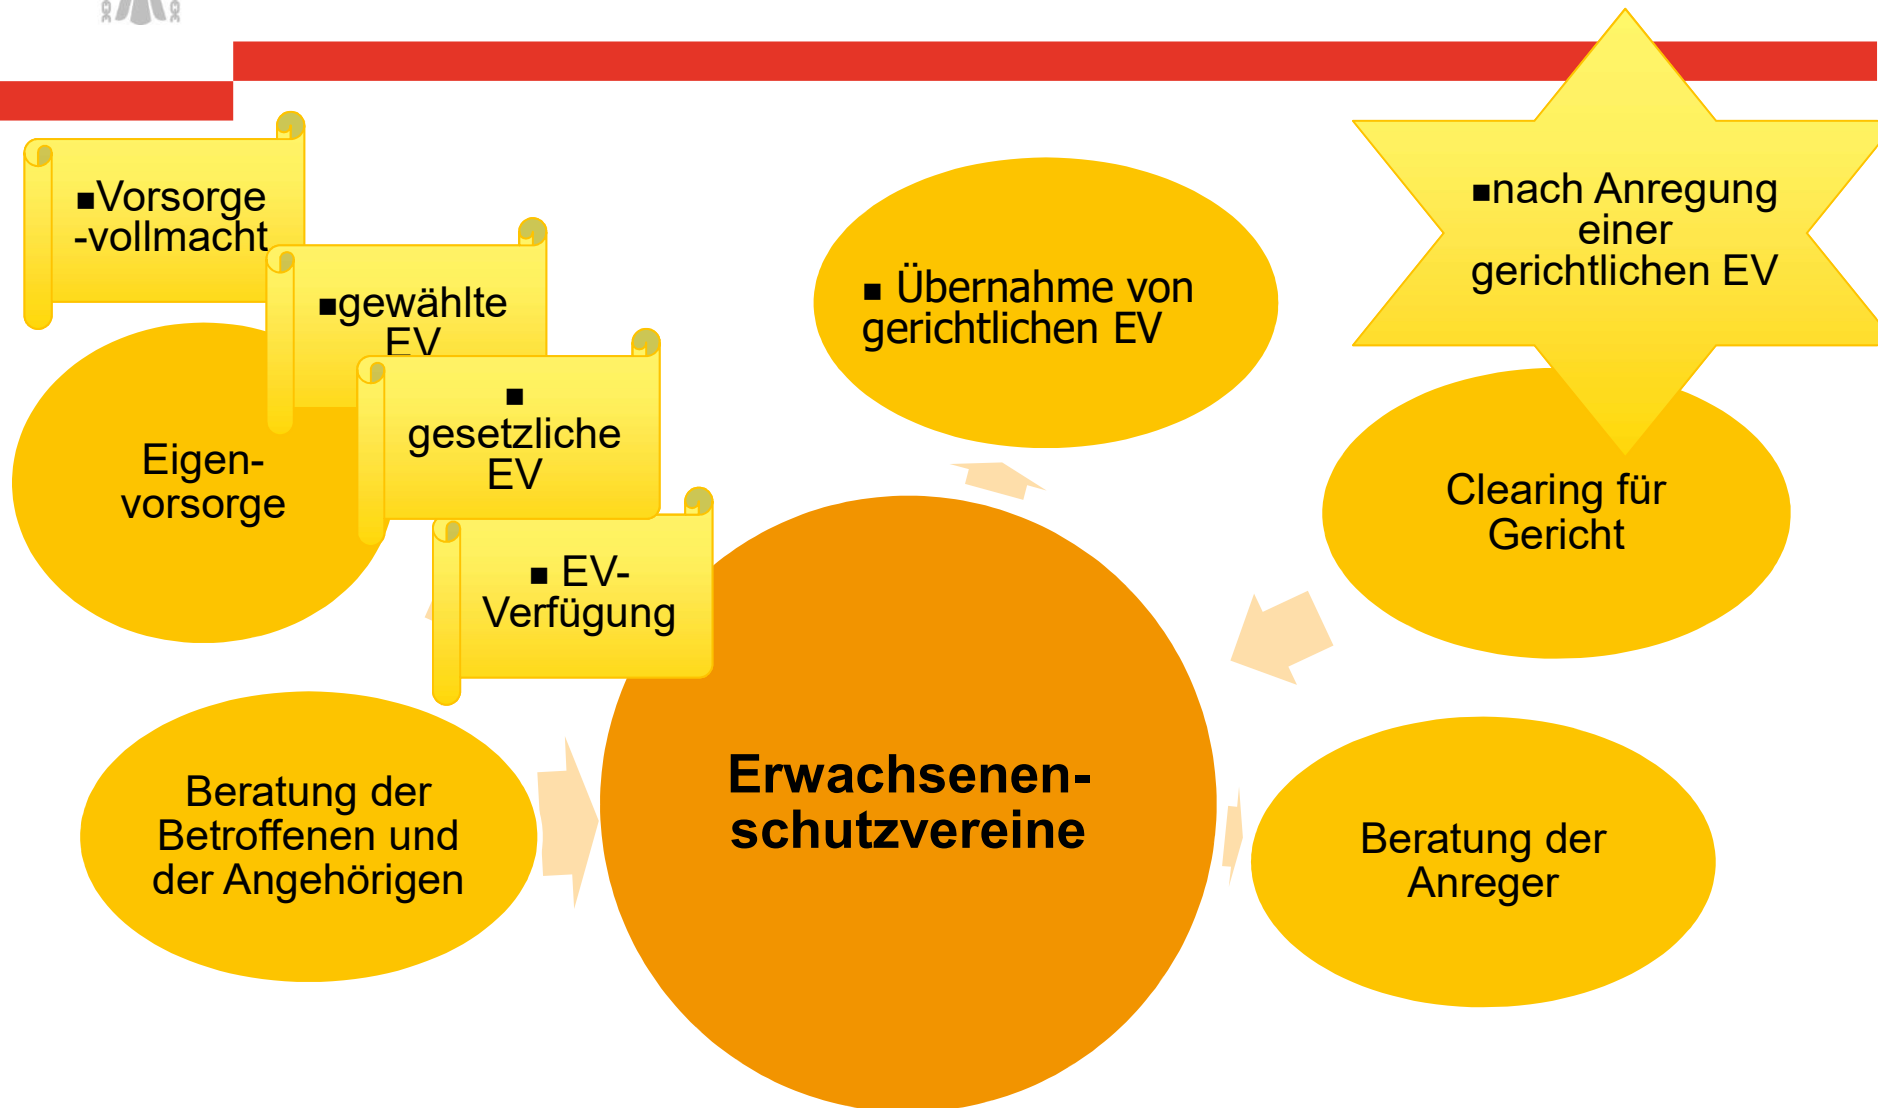 ■Vorsorge
-vollmacht
■gewählte
EV
■
gesetzliche
EV
■ EV-
Verfügung
Eigen-
vorsorge
■ Übernahme von
gerichtlichen EV
■nach Anregung
einer
gerichtlichen EV
Clearing für
Gericht
Beratung der
Betroffenen und
der Angehörigen
Erwachsenen-
schutzvereine
Beratung der
Anreger